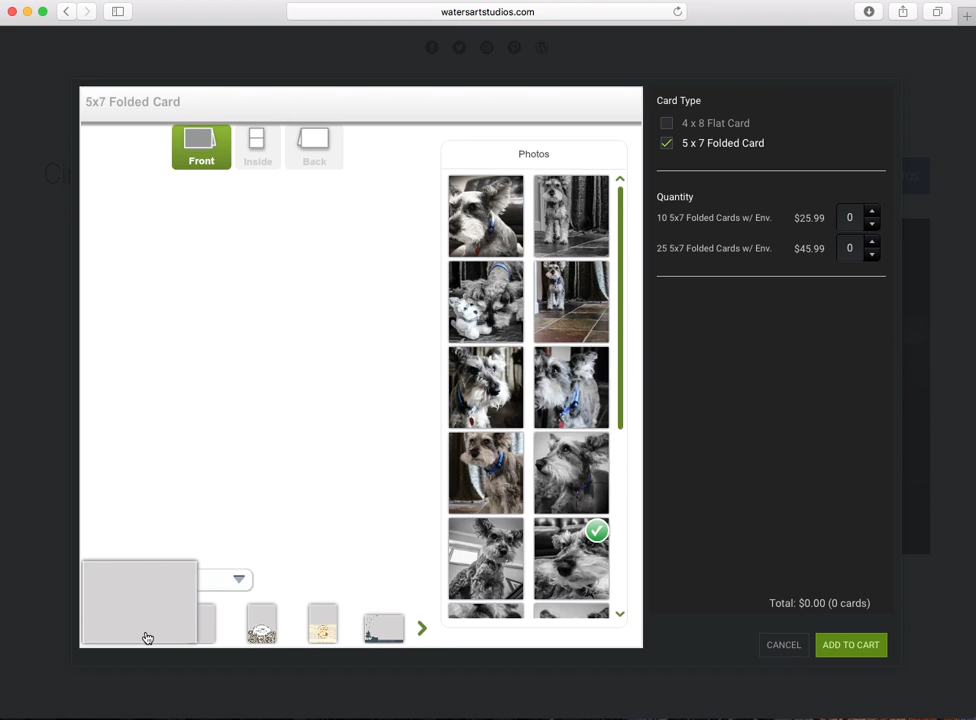 watersartstudios.com
5x7 Folded Card
Front
Inside
Back
Photos
Card Type
4 x 8 Flat Card
5 x 7 Folded Card
Quantity
10 5x7 Folded Cards w/ Env. $25.99 0
25 5x7 Folded Cards w/ Env. $45.99 0
Total: $0.00 (0 cards)
CANCEL
ADD TO CART